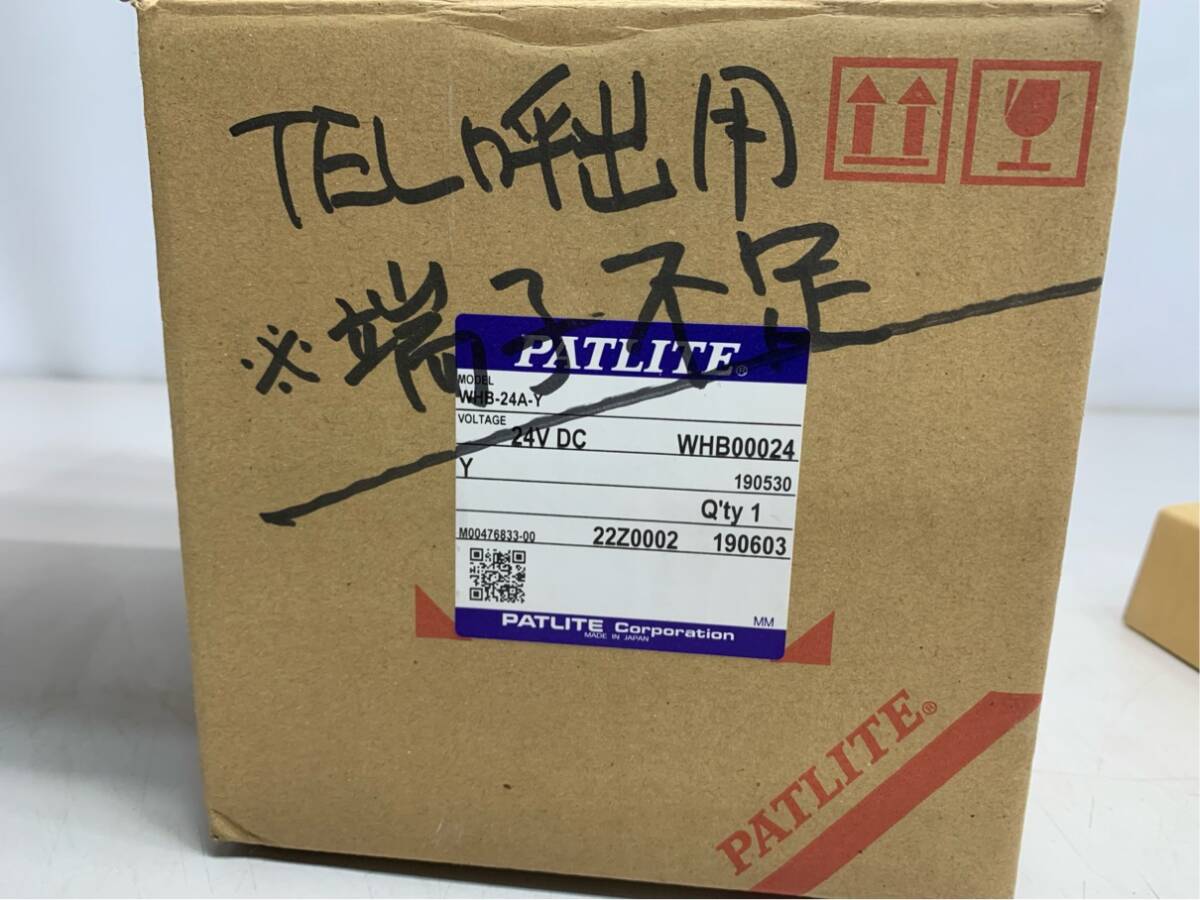 TEL呼出用
※端子不足
PATLITE®
MODEL
WHB-24A-Y
VOLTAGE
24V DC WHB00024
Y 190530
Q'ty 1
M00476833-00 22Z0002 190603
MM
PATLITE Corporation
MADE IN JAPAN
PATLITE®